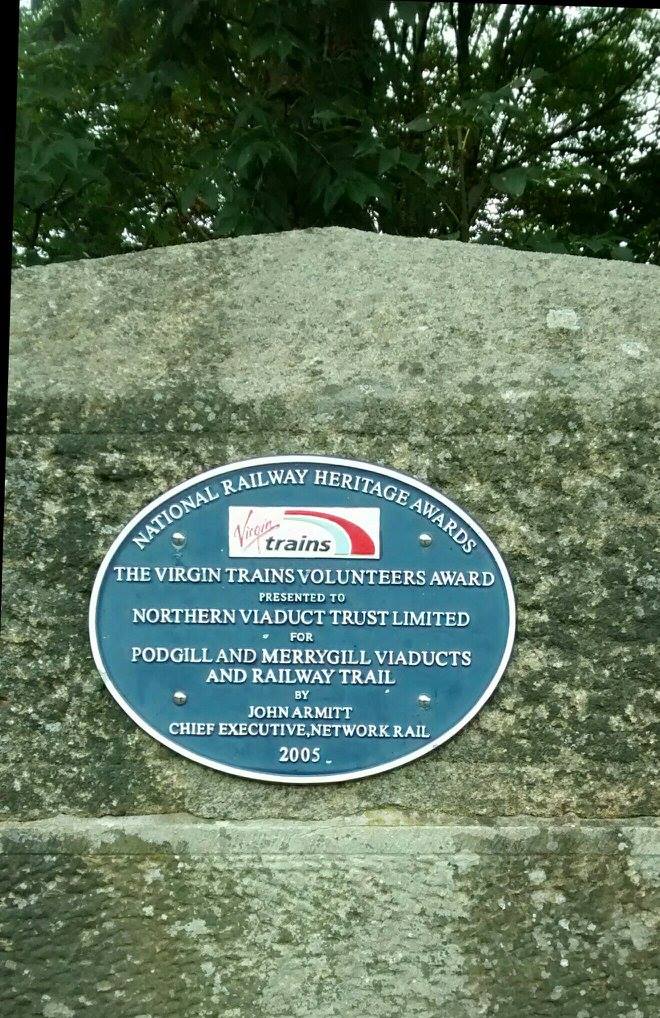 NATIONAL RAILWAY HERITAGE AWARDS
Virgin
trains
THE VIRGIN TRAINS VOLUNTEERS AWARD
PRESENTED TO
NORTHERN VIADUCT TRUST LIMITED
FOR
PODGILL AND MERRYGILL VIADUCTS
AND RAILWAY TRAIL
BY
JOHN ARMITT
CHIEF EXECUTIVE, NETWORK RAIL
2005